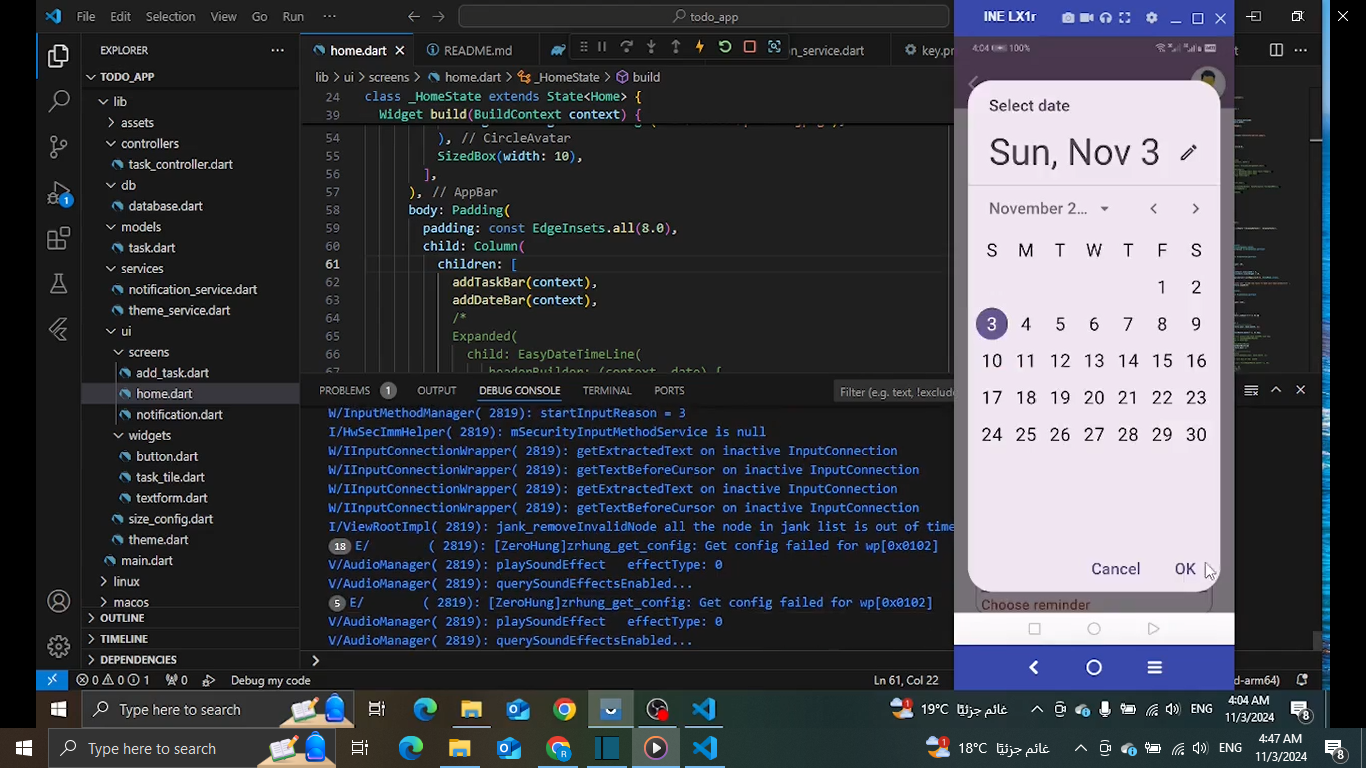 File Edit Selection View Go Run ··· todo_app
EXPLORER
TODO_APP
lib
assets
controllers
task_controller.dart
db
database.dart
models
task.dart
services
notification_service.dart
theme_service.dart
ui
screens
add_task.dart
home.dart
notification.dart
widgets
button.dart
task_tile.dart
textform.dart
size_config.dart
theme.dart
main.dart
linux
macos
OUTLINE
TIMELINE
DEPENDENCIES
home.dart README.md n_service.dart key.pr
lib > ui > screens > home.dart > _HomeState > build
24 class _HomeState extends State<Home> {
39 Widget build(BuildContext context) {
54 ), // CircleAvatar
55 SizedBox(width: 10),
56 ],
57 ), // AppBar
58 body: Padding(
59 padding: const EdgeInsets.all(8.0),
60 child: Column(
61 children: [
62 addTaskBar(context),
63 addDateBar(context),
64 /*
65 Expanded(
66 child: EasyDateTimeLine(
headerBuilder: (context, date) {
PROBLEMS 1 OUTPUT DEBUG CONSOLE TERMINAL PORTS Filter (e.g. text, !exclude
W/InputMethodManager( 2819): startInputReason = 3
I/HwSecImmHelper( 2819): mSecurityInputMethodService is null
W/IInputConnectionWrapper( 2819): getExtractedText on inactive InputConnection
W/IInputConnectionWrapper( 2819): getTextBeforeCursor on inactive InputConnection
W/IInputConnectionWrapper( 2819): getExtractedText on inactive InputConnection
W/IInputConnectionWrapper( 2819): getTextBeforeCursor on inactive InputConnection
I/ViewRootImpl( 2819): jank_removeInvalidNode all the node in jank list is out of time
18 E/ ( 2819): [ZeroHung]zrhung_get_config: Get config failed for wp[0x0102]
V/AudioManager( 2819): playSoundEffect effectType: 0
V/AudioManager( 2819): querySoundEffectsEnabled...
5 E/ ( 2819): [ZeroHung]zrhung_get_config: Get config failed for wp[0x0102]
V/AudioManager( 2819): playSoundEffect effectType: 0
V/AudioManager( 2819): querySoundEffectsEnabled...
INE LX1r
4:04 100%
Select date
Sun, Nov 3
November 2...
S M T W T F S
1 2
3 4 5 6 7 8 9
10 11 12 13 14 15 16
17 18 19 20 21 22 23
24 25 26 27 28 29 30
Cancel OK
Choose reminder
0 0 1 0 Debug my code Ln 61, Col 22 d-arm64)
Type here to search 19°C غائم جزئيًا ENG 4:04 AM
11/3/2024 8
Type here to search 18°C غائم جزئيًا ENG 4:47 AM
11/3/2024 8